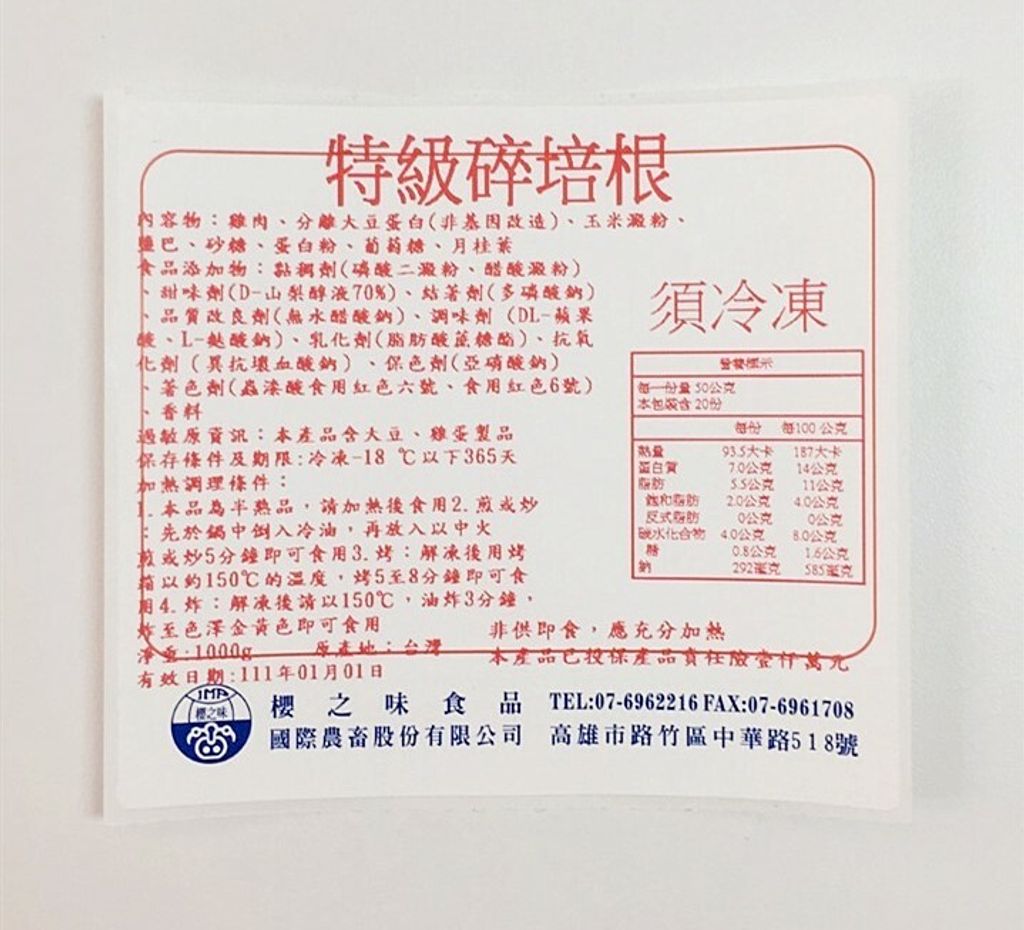 特級碎培根
內容物：雞肉、分離大豆蛋白(非基因改造)、玉米澱粉、
鹽巴、砂糖、蛋白粉、葡萄糖、月桂葉
食品添加物：黏稠劑(磷酸二澱粉、醋酸澱粉)
、甜味劑(D-山梨醇液70%)、結著劑(多磷酸鈉)
、品質改良劑(無水醋酸鈉)、調味劑 (DL-蘋果
酸、L-麩酸鈉)、乳化劑(脂肪酸蔗糖酯)、抗氧
化劑 (異抗壞血酸鈉) 、保色劑(亞硝酸鈉)
、著色劑(蟲漆酸食用紅色六號、食用紅色6號)
、香料
過敏原資訊：本產品含大豆、雞蛋製品
保存條件及期限:冷凍-18 ℃以下365天
加熱調理條件：
1.本品為半熟品，請加熱後食用2.煎或炒
：先於鍋中倒入冷油，再放入以中火
煎或炒5分鐘即可食用3.烤：解凍後用烤
箱以約150℃的溫度，烤5至8分鐘即可食
用4.炸：解凍後請以150℃，油炸3分鐘，
炸至色澤金黃色即可食用
淨重:1000g 原產地：台灣
有效日期:111年01月01日
須冷凍
營養標示
每一份量 50公克
本包裝含 20份
每份 每100 公克
熱量 93.5大卡 187大卡
蛋白質 7.0公克 14公克
脂肪 5.5公克 11公克
飽和脂肪 2.0公克 4.0公克
反式脂肪 0公克 0公克
碳水化合物 4.0公克 8.0公克
糖 0.8公克 1.6公克
鈉 292毫克 585毫克
非供即食，應充分加熱
本產品已投保產品責任險壹仟萬元
IMP
櫻之味
櫻之味食品 TEL:07-6962216 FAX:07-6961708
國際農畜股份有限公司 高雄市路竹區中華路518號